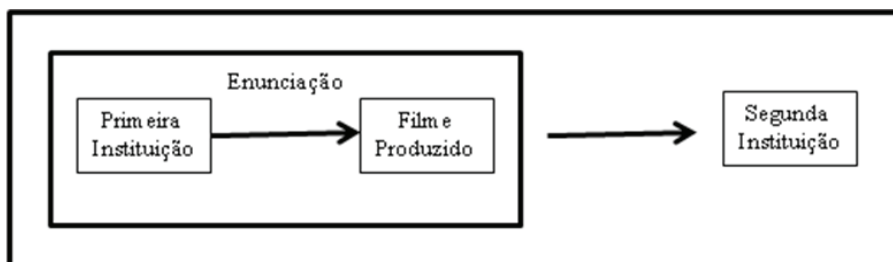 Enunciação
Primeira
Instituição
Filme
Produzido
Segunda
Instituição